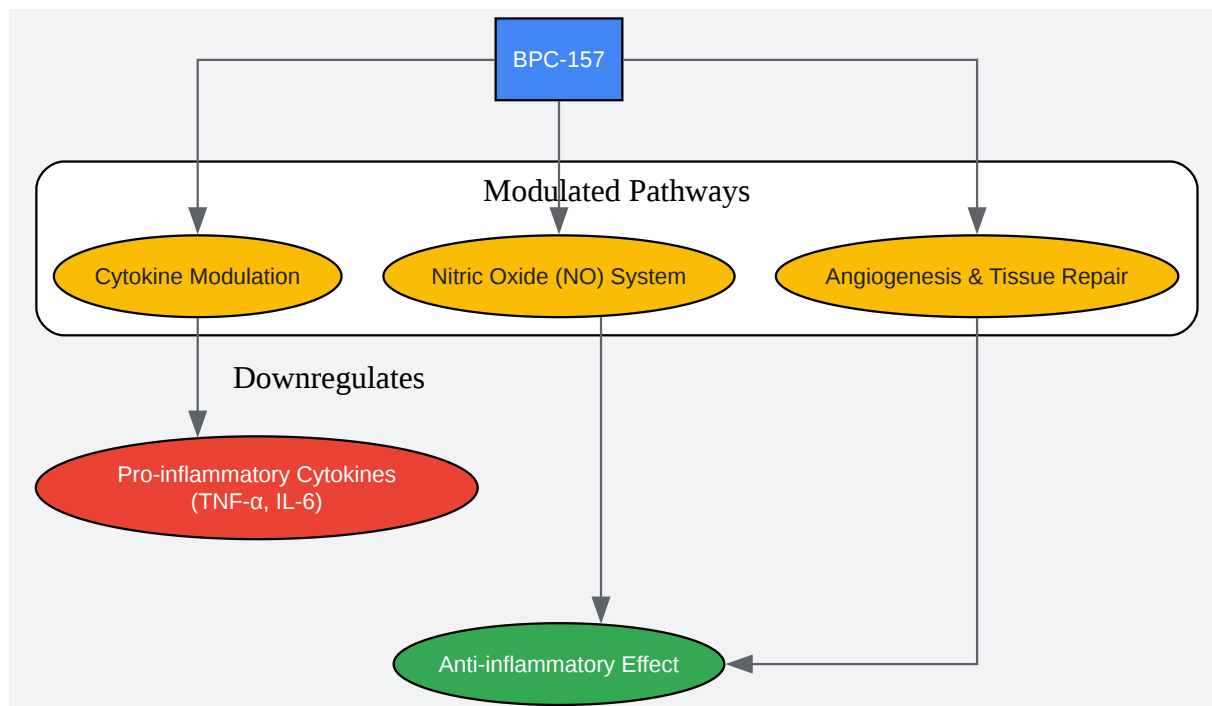 BPC-157
Modulated Pathways
Cytokine Modulation
Nitric Oxide (NO) System
Angiogenesis & Tissue Repair
Downregulates
Pro-inflammatory Cytokines
(TNF-α, IL-6)
Anti-inflammatory Effect